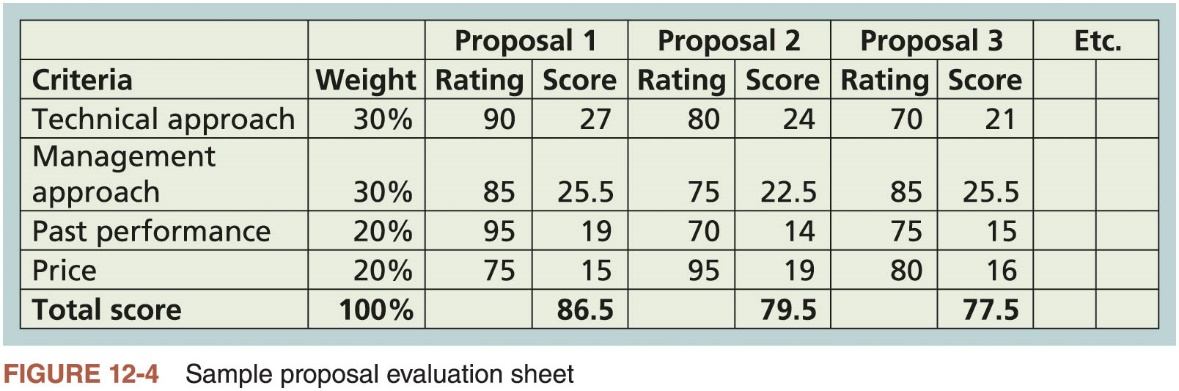 Proposal 1 Proposal 2 Proposal 3 Etc.
Criteria Weight Rating Score Rating Score Rating Score
Technical approach 30% 90 27 80 24 70 21
Management
approach 30% 85 25.5 75 22.5 85 25.5
Past performance 20% 95 19 70 14 75 15
Price 20% 75 15 95 19 80 16
Total score 100% 86.5 79.5 77.5
FIGURE 12-4 Sample proposal evaluation sheet